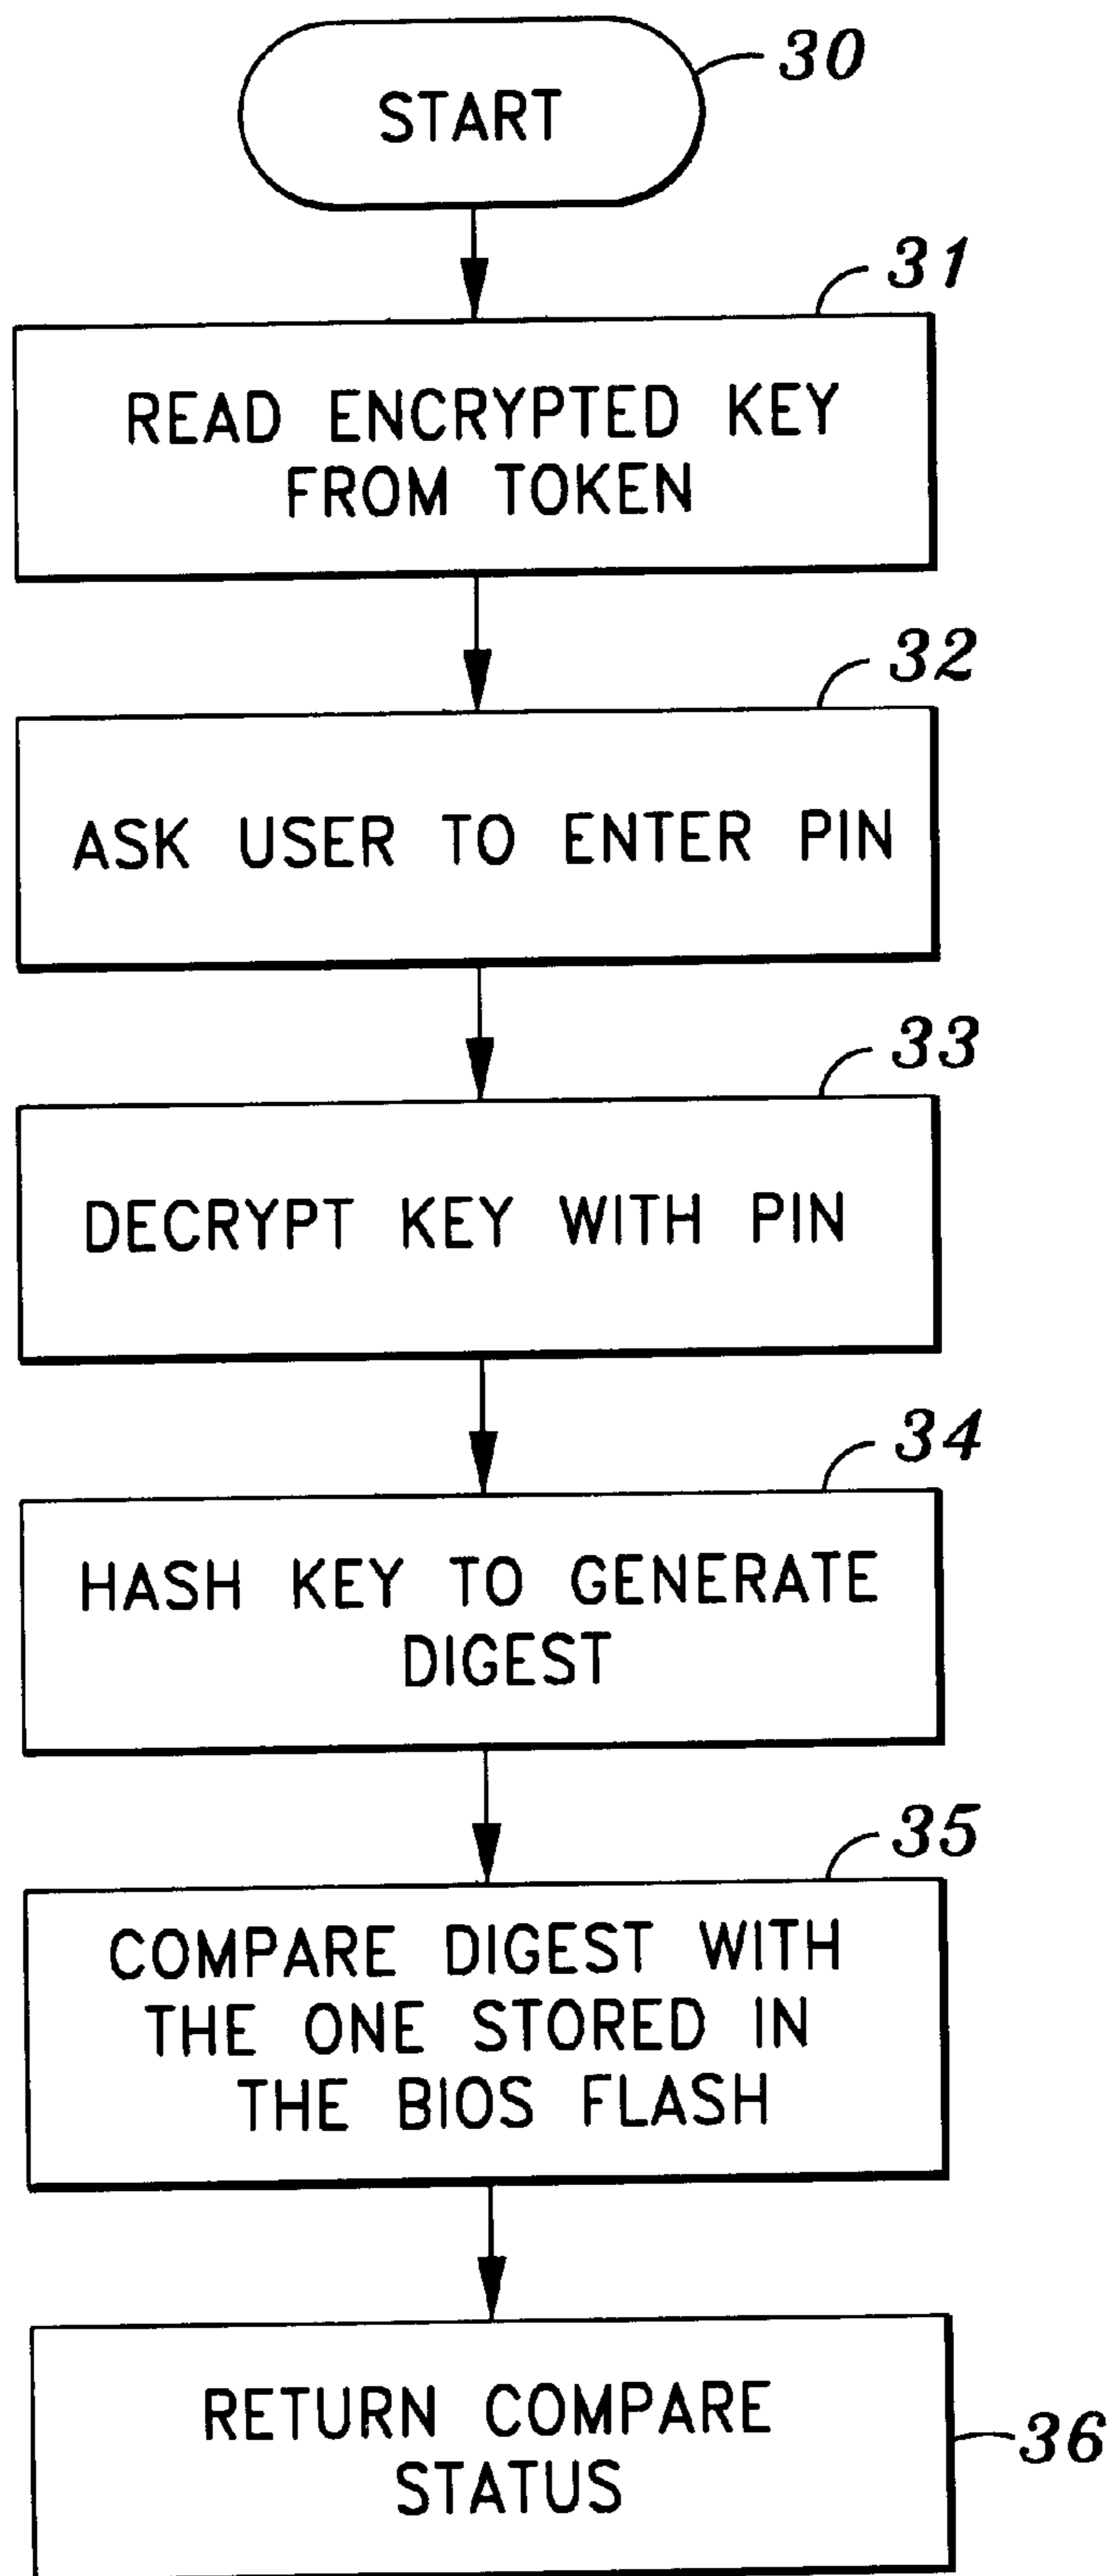 30
START
31
READ ENCRYPTED KEY
FROM TOKEN
32
ASK USER TO ENTER PIN
33
DECRYPT KEY WITH PIN
34
HASH KEY TO GENERATE
DIGEST
35
COMPARE DIGEST WITH
THE ONE STORED IN
THE BIOS FLASH
RETURN COMPARE
STATUS
36